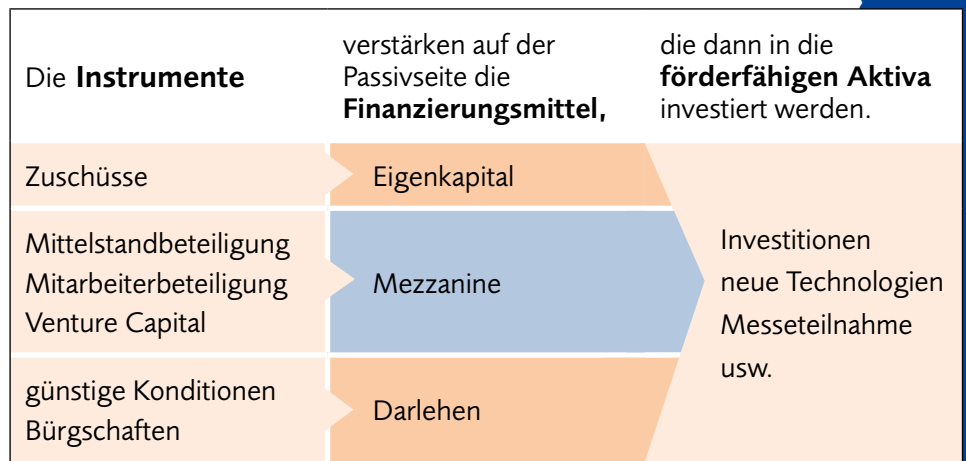 Die Instrumente
verstärken auf der
Passivseite die
Finanzierungsmittel,
die dann in die
förderfähigen Aktiva
investiert werden.
Zuschüsse
Eigenkapital
Mittelstandbeteiligung
Mitarbeiterbeteiligung
Venture Capital
Mezzanine
günstige Konditionen
Bürgschaften
Darlehen
Investitionen
neue Technologien
Messeteilnahme
usw.